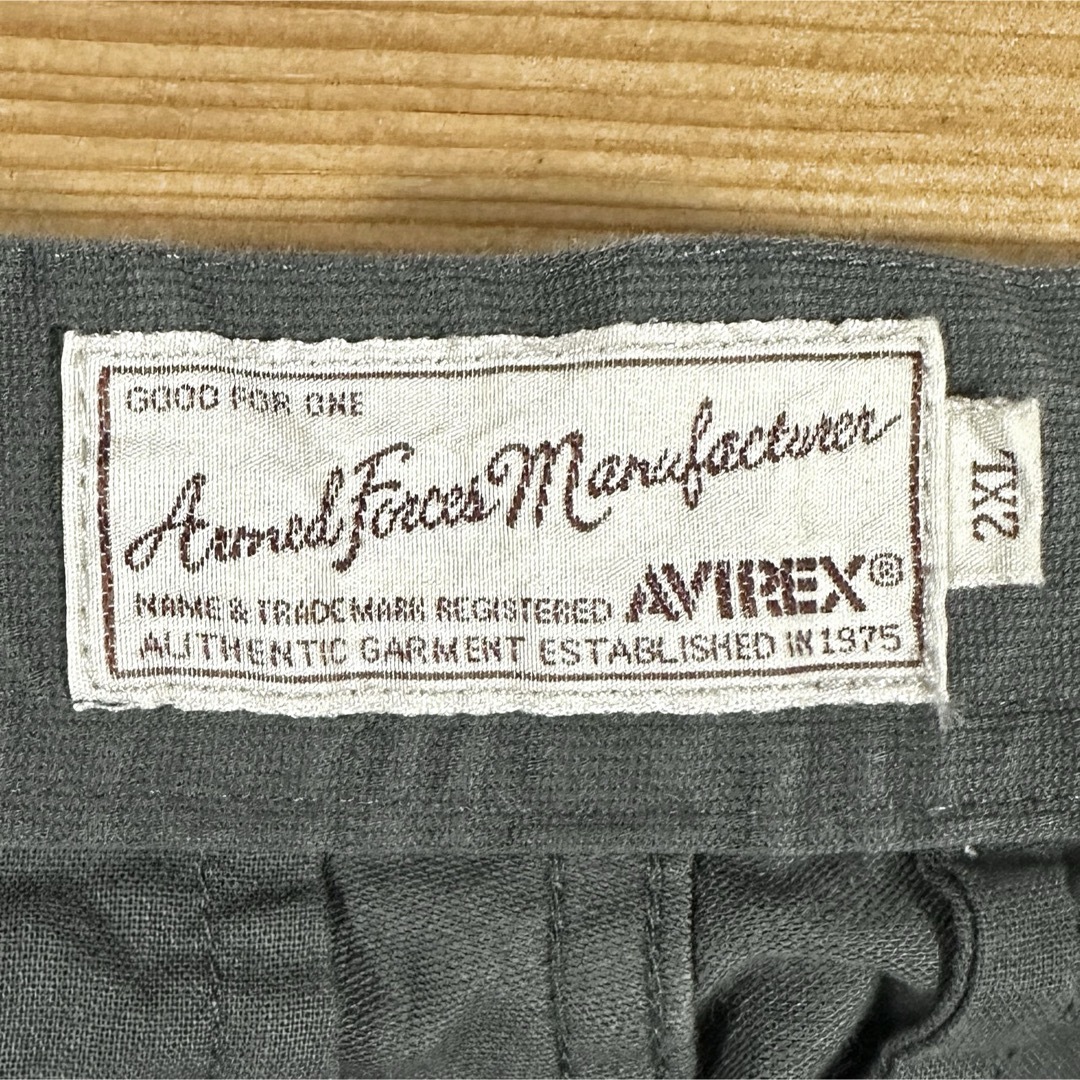 GOOD FOR ONE
Armed Forces Manufacturer
NAME & TRADEMARK REGISTERED AVIREX®
AUTHENTIC GARMENT ESTABLISHED IN 1975
2XL